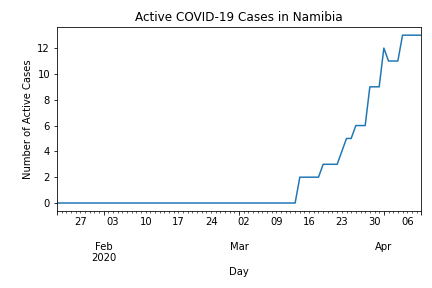 Active COVID-19 Cases in Namibia
Number of Active Cases
12
10
8
6
4
2
0
27 03 10 17 24 02 09 16 23 30 06
Feb Mar Apr
2020
Day